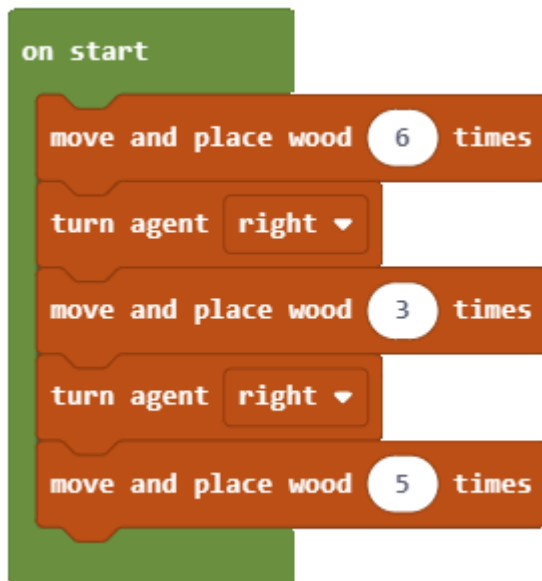 on start
move and place wood 6 times
turn agent right
move and place wood 3 times
turn agent right
move and place wood 5 times